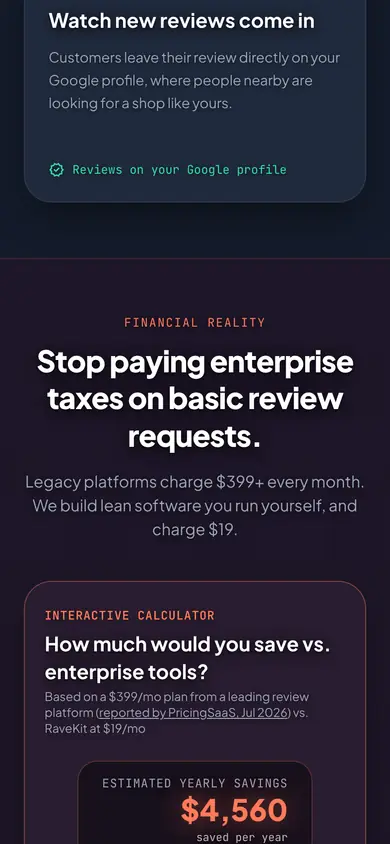 Watch new reviews come in
Customers leave their review directly on your
Google profile, where people nearby are
looking for a shop like yours.
Reviews on your Google profile
FINANCIAL REALITY
Stop paying enterprise
taxes on basic review
requests.
Legacy platforms charge $399+ every month.
We build lean software you run yourself, and
charge $19.
INTERACTIVE CALCULATOR
How much would you save vs.
enterprise tools?
Based on a $399/mo plan from a leading review
platform (reported by PricingSaaS, Jul 2026) vs.
RaveKit at $19/mo
ESTIMATED YEARLY SAVINGS
$4,560
saved per year